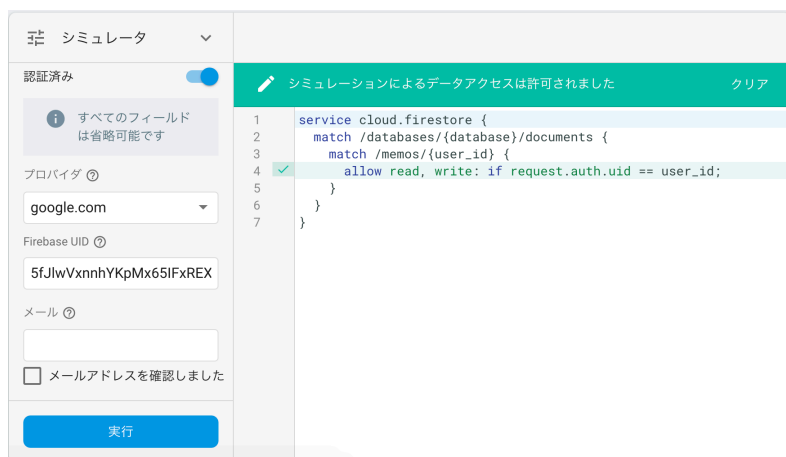 シミュレータ
認証済み
すべてのフィールド
は省略可能です
プロバイダ
google.com
Firebase UID
5fJlwVxnnhYKpMx65IFxREX
メール
メールアドレスを確認しました
実行
シミュレーションによるデータアクセスは許可されました クリア
1 service cloud.firestore {
2 match /databases/{database}/documents {
3 match /memos/{user_id} {
4 allow read, write: if request.auth.uid == user_id;
5 }
6 }
7 }